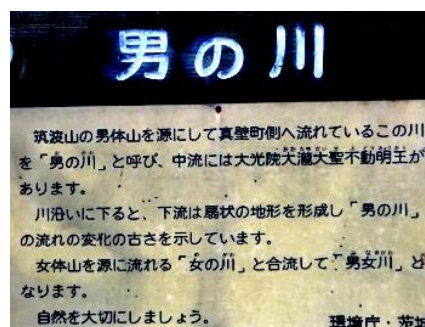 男の川
筑波山の男体山を源にして真壁町側へ流れているこの川
を「男の川」と呼び、中流には大光院大瀧大聖不動明王が
あります。
川沿いに下ると、下流は扇状の地形を形成し「男の川」
の流れの変化の古さを示しています。
女体山を源に流れる「女の川」と合流して「男女川」と
なります。
自然を大切にしましょう。
環境庁・茨城